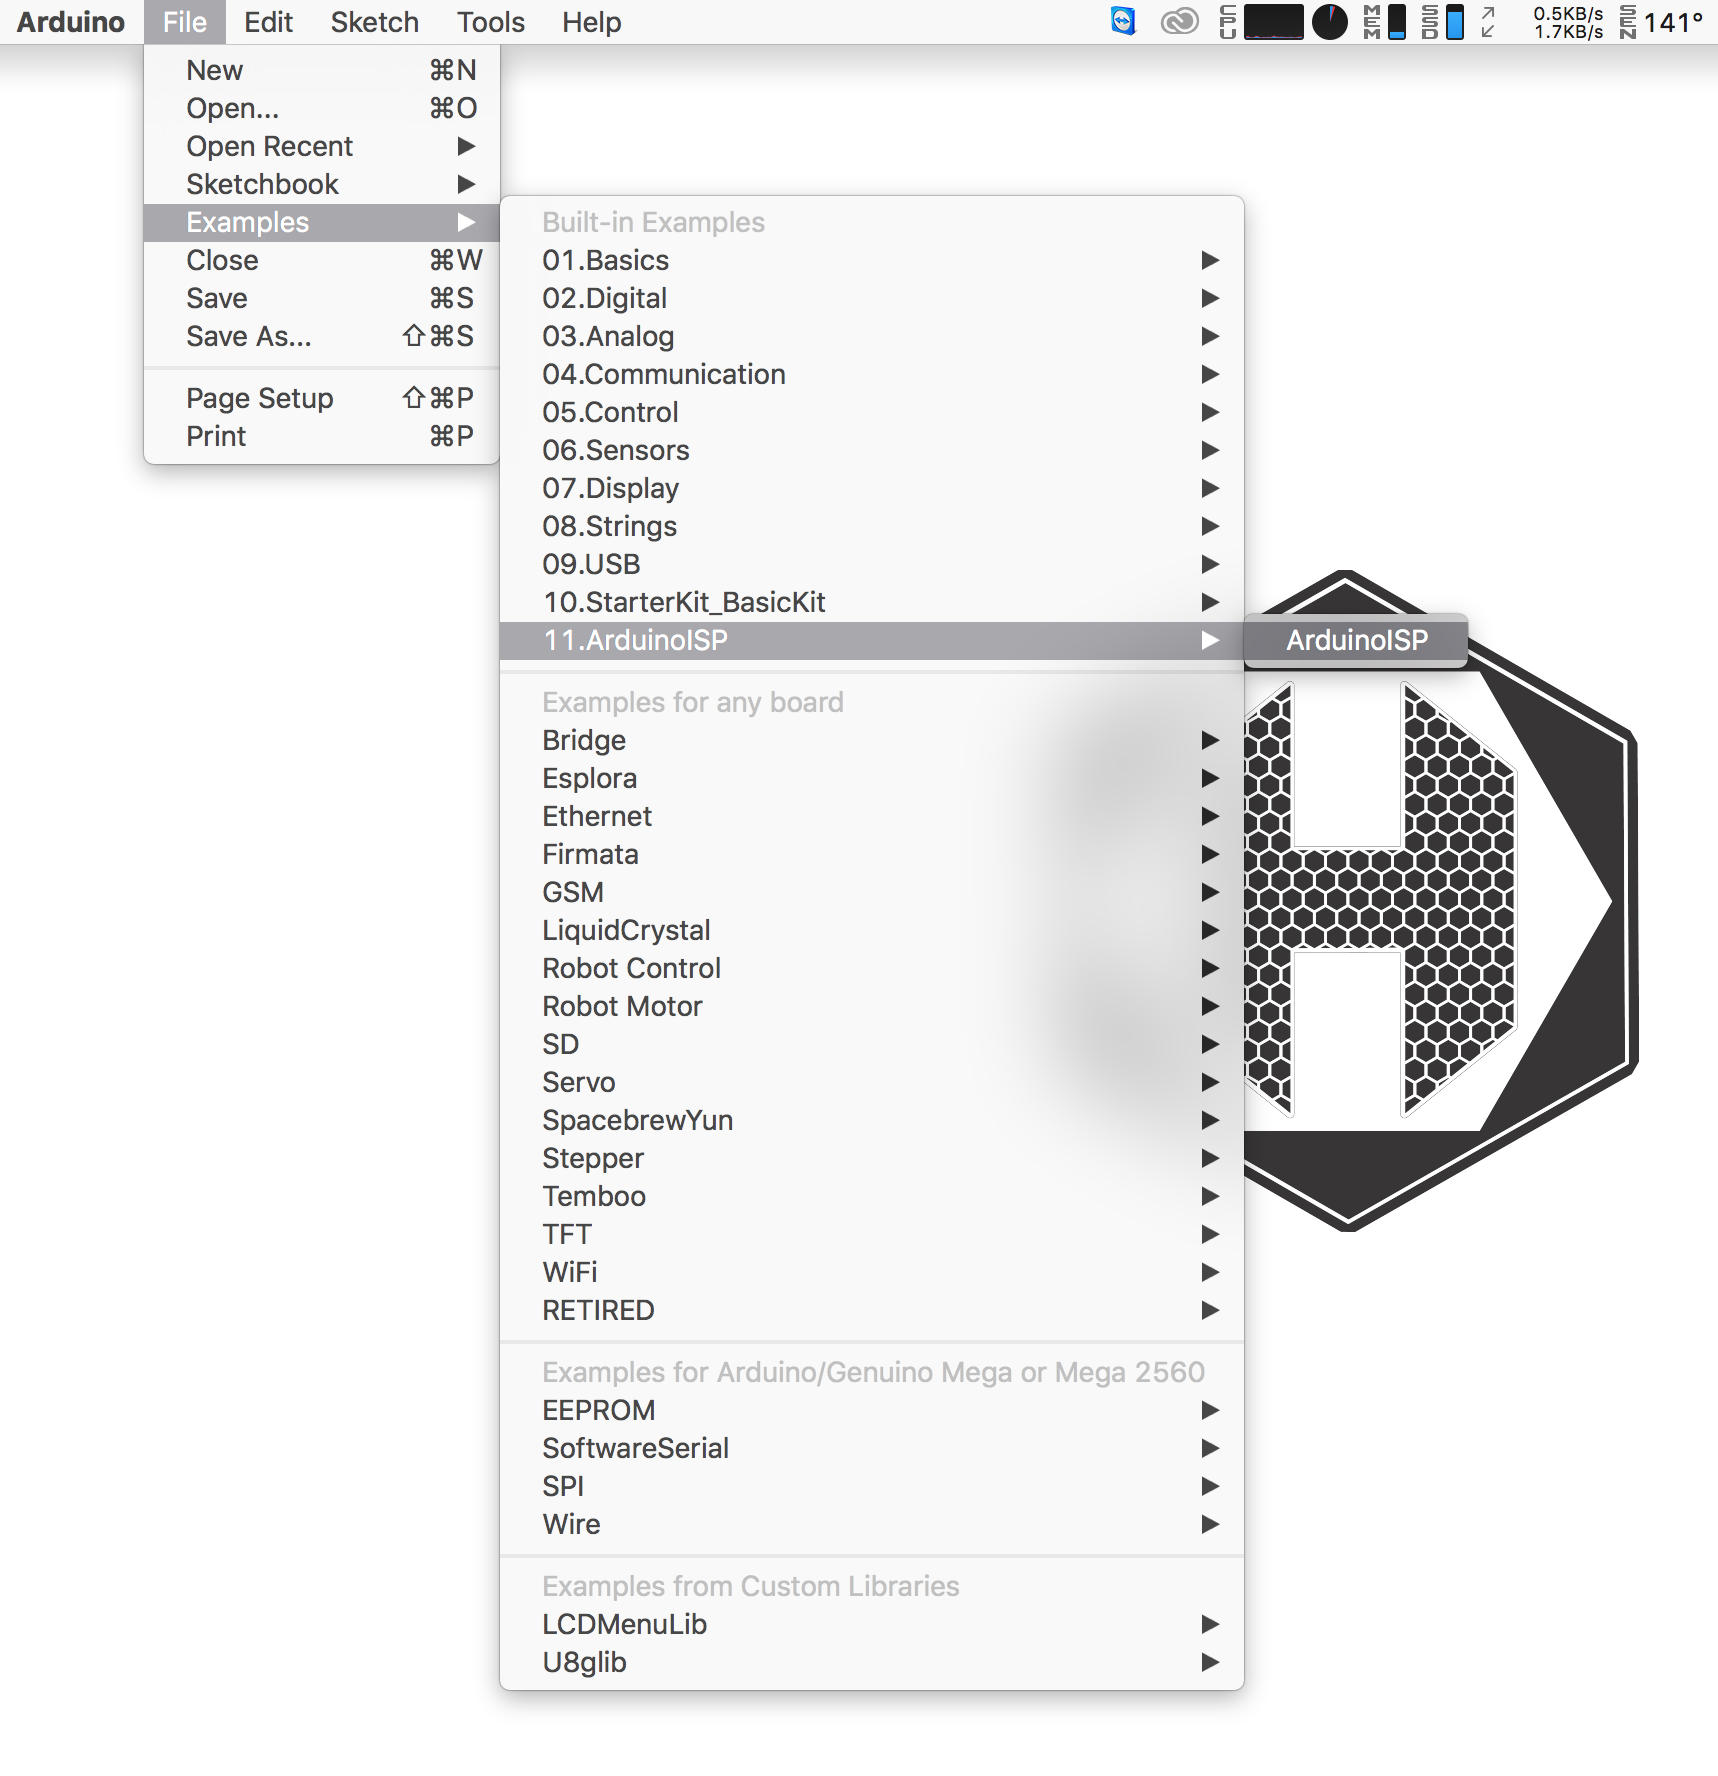 Arduino File Edit Sketch Tools Help CPU MEM SSD 0.5KB/s 1.7KB/s SEN 141°
New ⌘N
Open... ⌘O
Open Recent ▶
Sketchbook ▶
Examples ▶
Close ⌘W
Save ⌘S
Save As... ⇧⌘S
Page Setup ⇧⌘P
Print ⌘P
Built-in Examples
01.Basics ▶
02.Digital ▶
03.Analog ▶
04.Communication ▶
05.Control ▶
06.Sensors ▶
07.Display ▶
08.Strings ▶
09.USB ▶
10.StarterKit_BasicKit ▶
11.ArduinoISP ▶
ArduinoISP
Examples for any board
Bridge ▶
Esplora ▶
Ethernet ▶
Firmata ▶
GSM ▶
LiquidCrystal ▶
Robot Control ▶
Robot Motor ▶
SD ▶
Servo ▶
SpacebrewYun ▶
Stepper ▶
Temboo ▶
TFT ▶
WiFi ▶
RETIRED ▶
Examples for Arduino/Genuino Mega or Mega 2560
EEPROM ▶
SoftwareSerial ▶
SPI ▶
Wire ▶
Examples from Custom Libraries
LCDMenuLib ▶
U8glib ▶
H